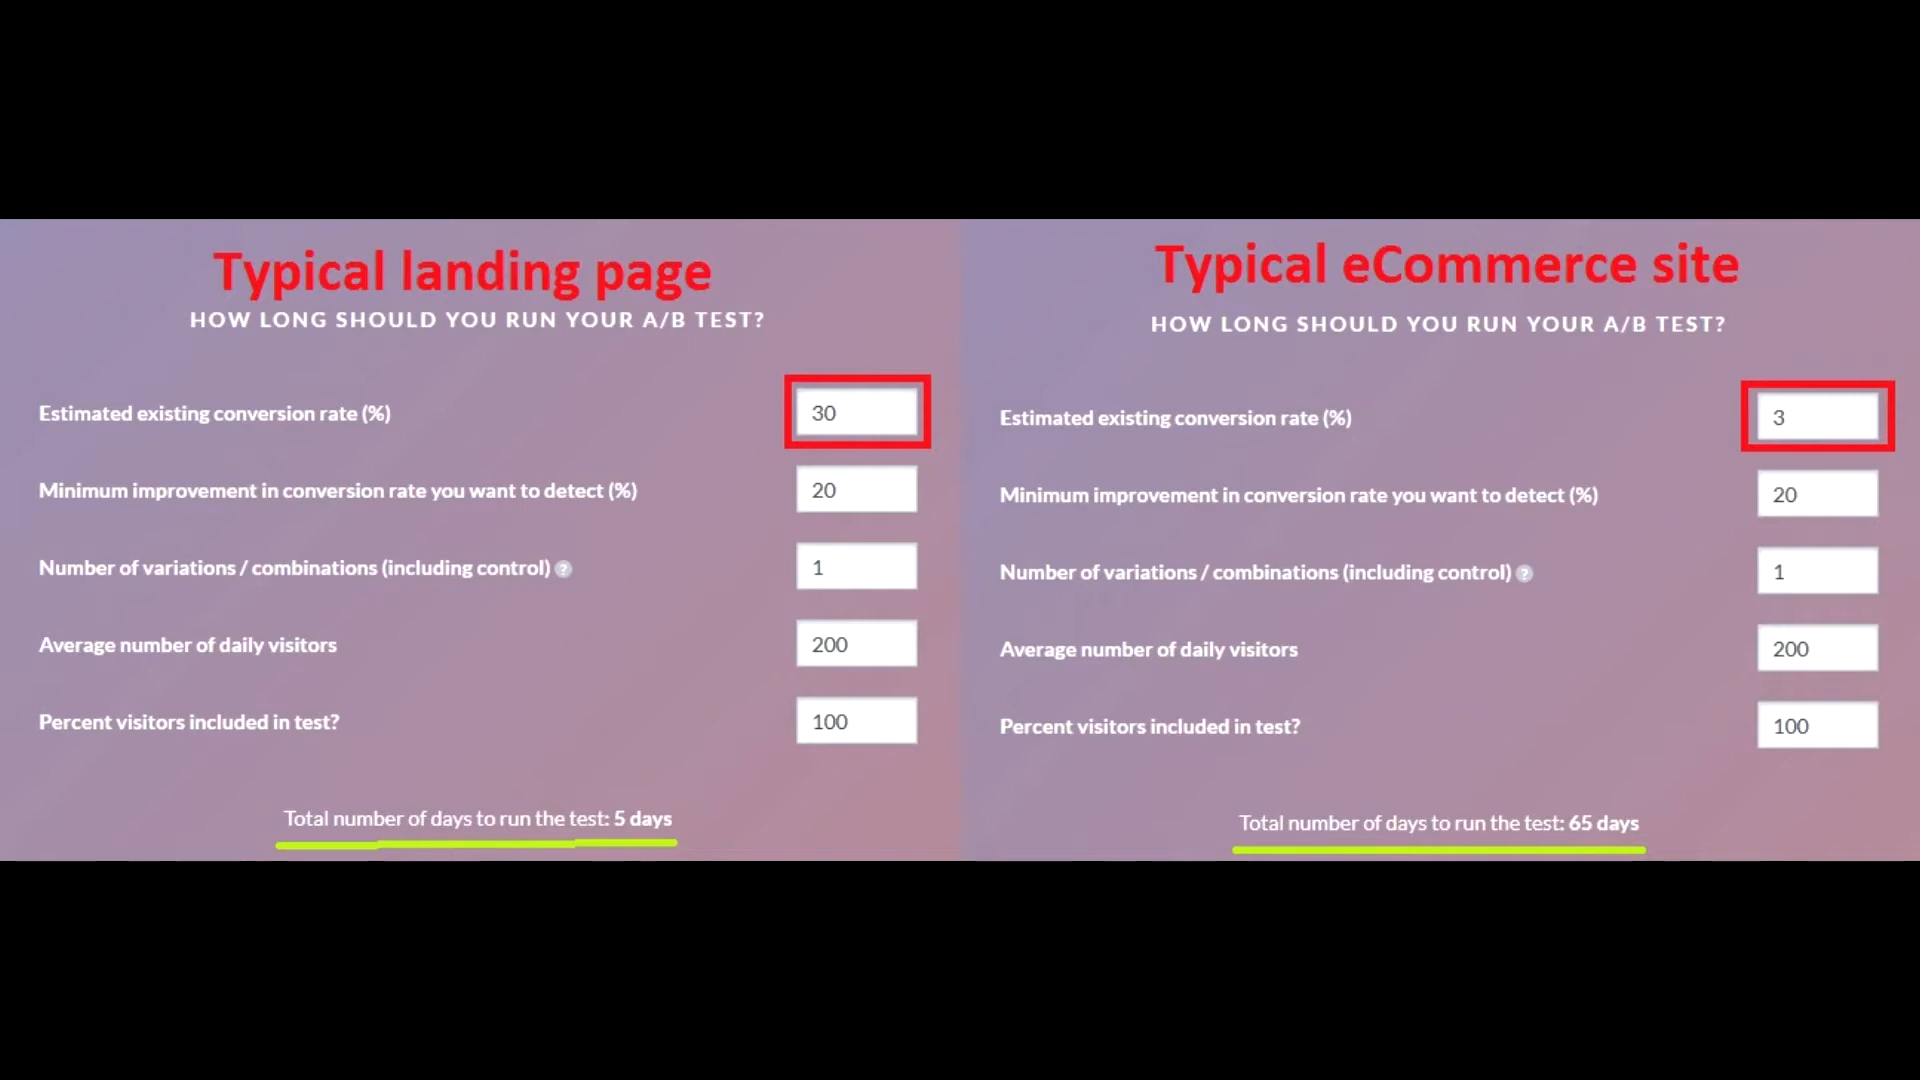 Typical landing page
HOW LONG SHOULD YOU RUN YOUR A/B TEST?
Estimated existing conversion rate (%)
30
Minimum improvement in conversion rate you want to detect (%)
20
Number of variations / combinations (including control) ?
1
Average number of daily visitors
200
Percent visitors included in test?
100
Total number of days to run the test: 5 days
Typical eCommerce site
HOW LONG SHOULD YOU RUN YOUR A/B TEST?
Estimated existing conversion rate (%)
3
Minimum improvement in conversion rate you want to detect (%)
20
Number of variations / combinations (including control) ?
1
Average number of daily visitors
200
Percent visitors included in test?
100
Total number of days to run the test: 65 days